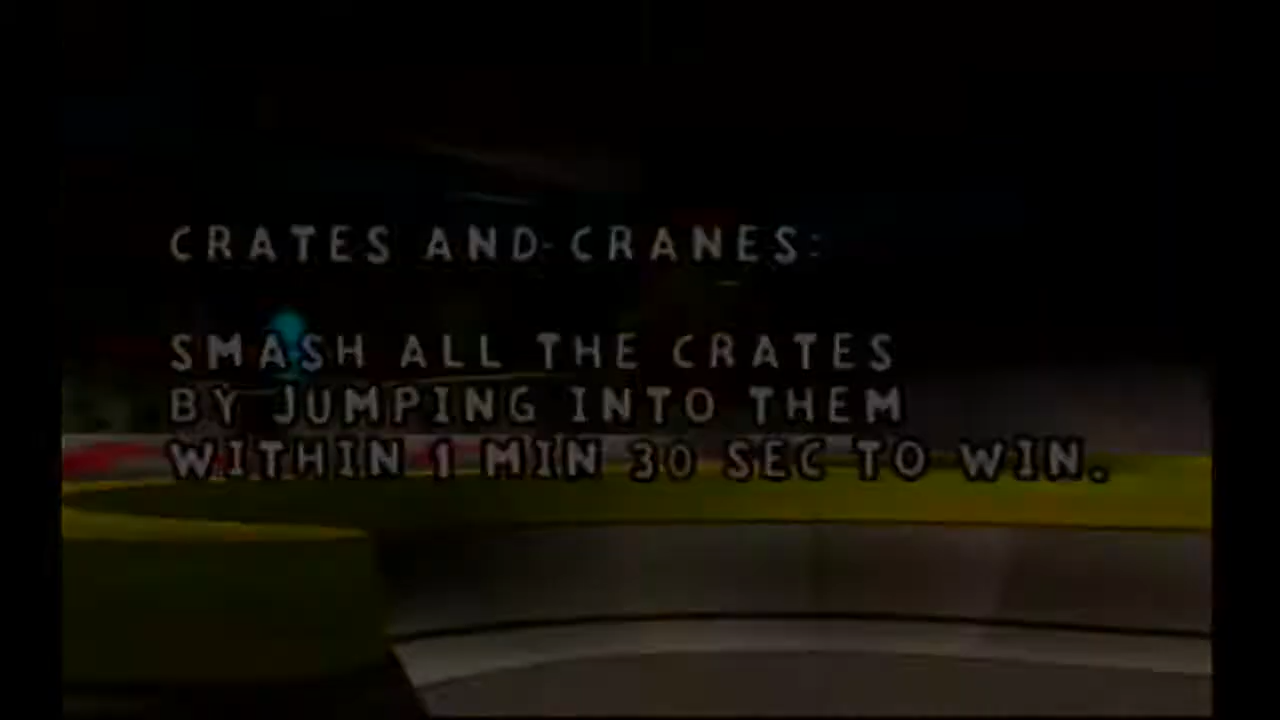 CRATES AND CRANES:
SMASH ALL THE CRATES
BY JUMPING INTO THEM
WITHIN 1 MIN 30 SEC TO WIN.